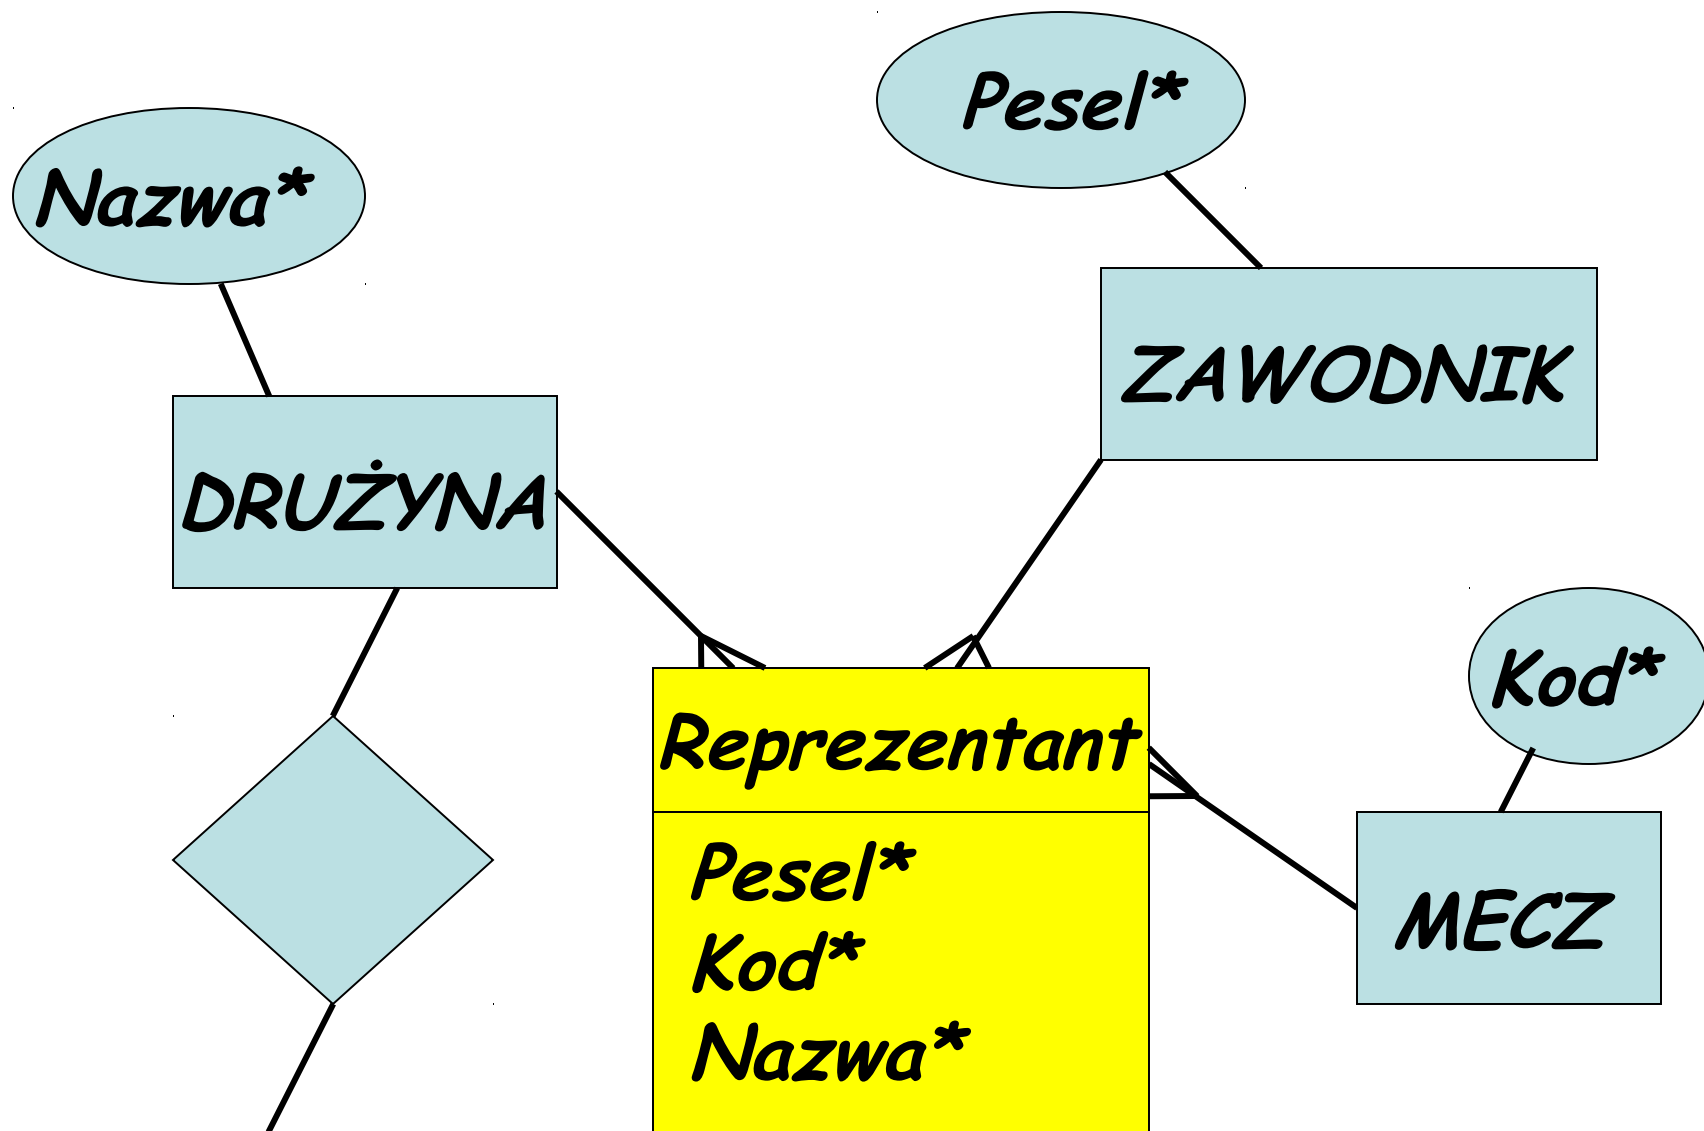 Pesel*
Nazwa*
ZAWODNIK
DRUŻYNA
Kod*
Reprezentant
MECZ
Pesel*
Kod*
Nazwa*